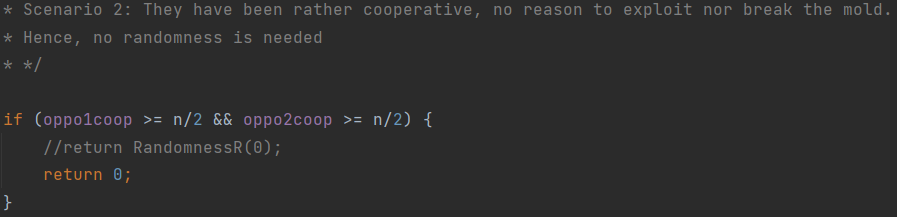 * Scenario 2: They have been rather cooperative, no reason to exploit nor break the mold.
* Hence, no randomness is needed
* */
if (oppo1coop >= n/2 && oppo2coop >= n/2) {
//return RandomnessR(0);
return 0;
}